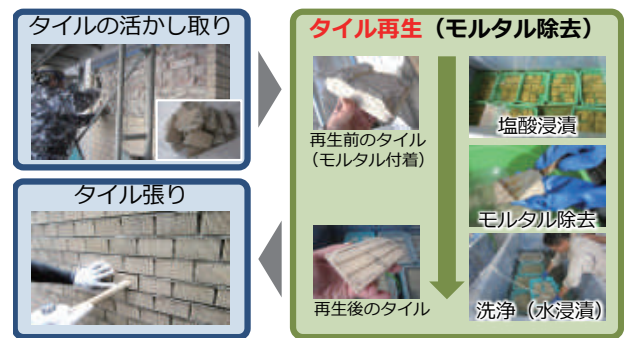 タイルの活かし取り
タイル再生（モルタル除去）
再生前のタイル
（モルタル付着）
塩酸浸漬
モルタル除去
再生後のタイル
洗浄（水浸漬）
タイル張り